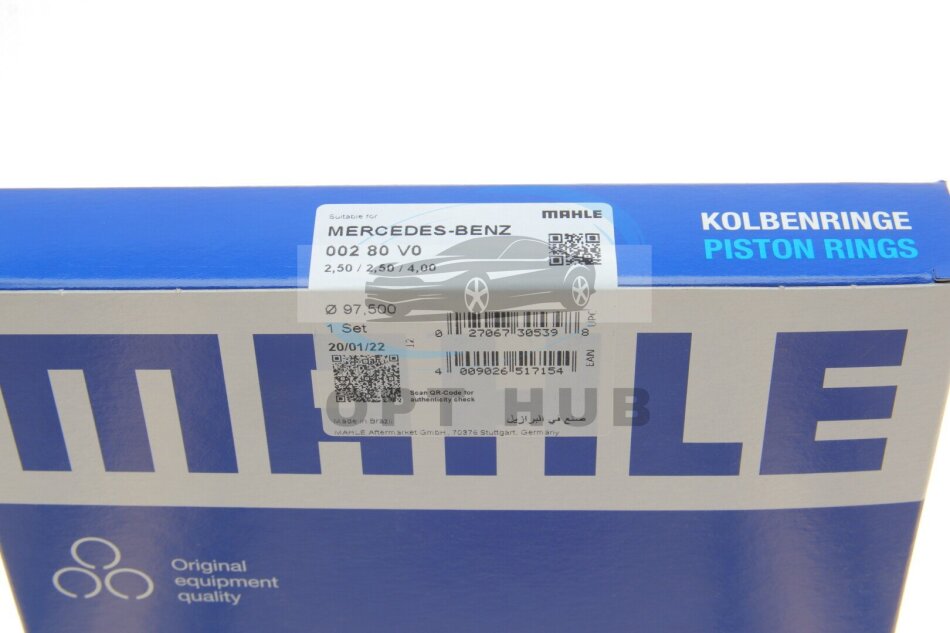 Suitable for
MAHLE
MERCEDES-BENZ
002 80 V0
2,50 / 2,50 / 4,00
KOLBENRINGE
PISTON RINGS
Ø 97,500
1 Set
20/01/22
12
0 27067 30539 8
UPC
4 009026 517154
EAN
Scan QR-Code for
authenticity check
OPT HUB
Made in Brazil
صنع في البرازيل
MAHLE Aftermarket GmbH, 70376 Stuttgart, Germany
MAHLE
Original
equipment
quality